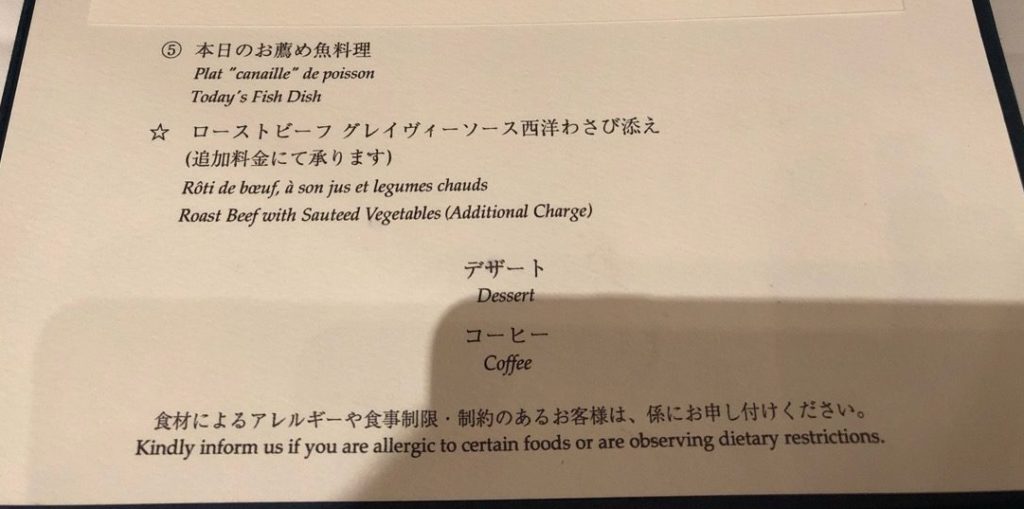 ⑤ 本日のお薦め魚料理
Plat "canaille" de poisson
Today's Fish Dish
☆ ローストビーフ グレイヴィーソース西洋わさび添え
(追加料金にて承ります)
Rôti de bœuf, à son jus et legumes chauds
Roast Beef with Sauteed Vegetables (Additional Charge)
デザート
Dessert
コーヒー
Coffee
食材によるアレルギーや食事制限・制約のあるお客様は、係にお申し付けください。
Kindly inform us if you are allergic to certain foods or are observing dietary restrictions.